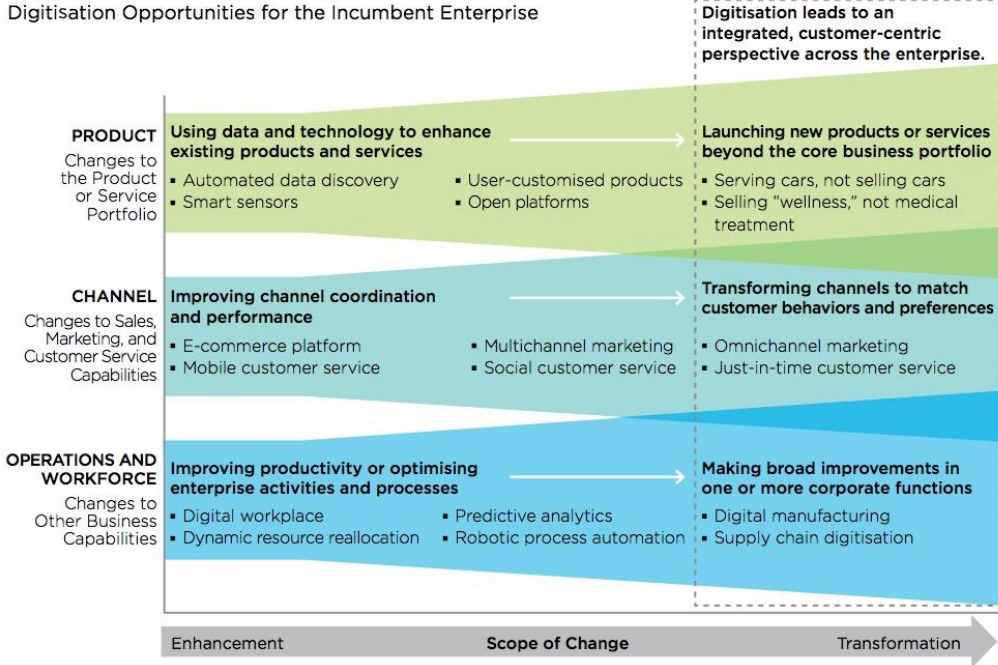 Digitisation Opportunities for the Incumbent Enterprise
Digitisation leads to an
integrated, customer-centric
perspective across the enterprise.
PRODUCT
Changes to
the Product
or Service
Portfolio
Using data and technology to enhance
existing products and services
▪ Automated data discovery
▪ Smart sensors
▪ User-customised products
▪ Open platforms
Launching new products or services
beyond the core business portfolio
▪ Serving cars, not selling cars
▪ Selling “wellness,” not medical
treatment
CHANNEL
Changes to Sales,
Marketing, and
Customer Service
Capabilities
Improving channel coordination
and performance
▪ E-commerce platform
▪ Mobile customer service
▪ Multichannel marketing
▪ Social customer service
Transforming channels to match
customer behaviors and preferences
▪ Omnichannel marketing
▪ Just-in-time customer service
OPERATIONS AND
WORKFORCE
Changes to
Other Business
Capabilities
Improving productivity or optimising
enterprise activities and processes
▪ Digital workplace
▪ Dynamic resource reallocation
▪ Predictive analytics
▪ Robotic process automation
Making broad improvements in
one or more corporate functions
▪ Digital manufacturing
▪ Supply chain digitisation
Enhancement
Scope of Change
Transformation